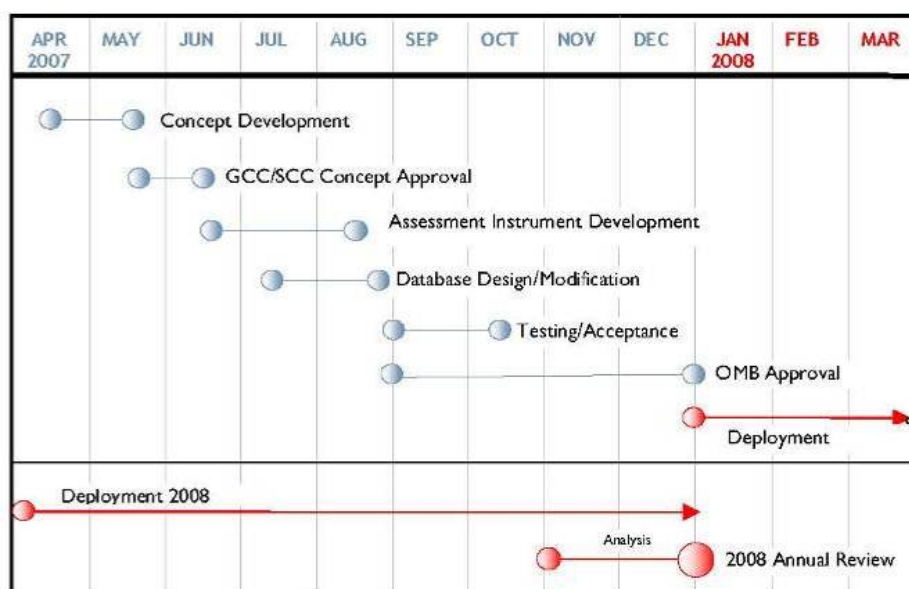 APR MAY JUN JUL AUG SEP OCT NOV DEC JAN FEB MAR
2007 2008
Concept Development
GCC/SCC Concept Approval
Assessment Instrument Development
Database Design/Modification
Testing/Acceptance
OMB Approval
Deployment
Deployment 2008
Analysis
2008 Annual Review